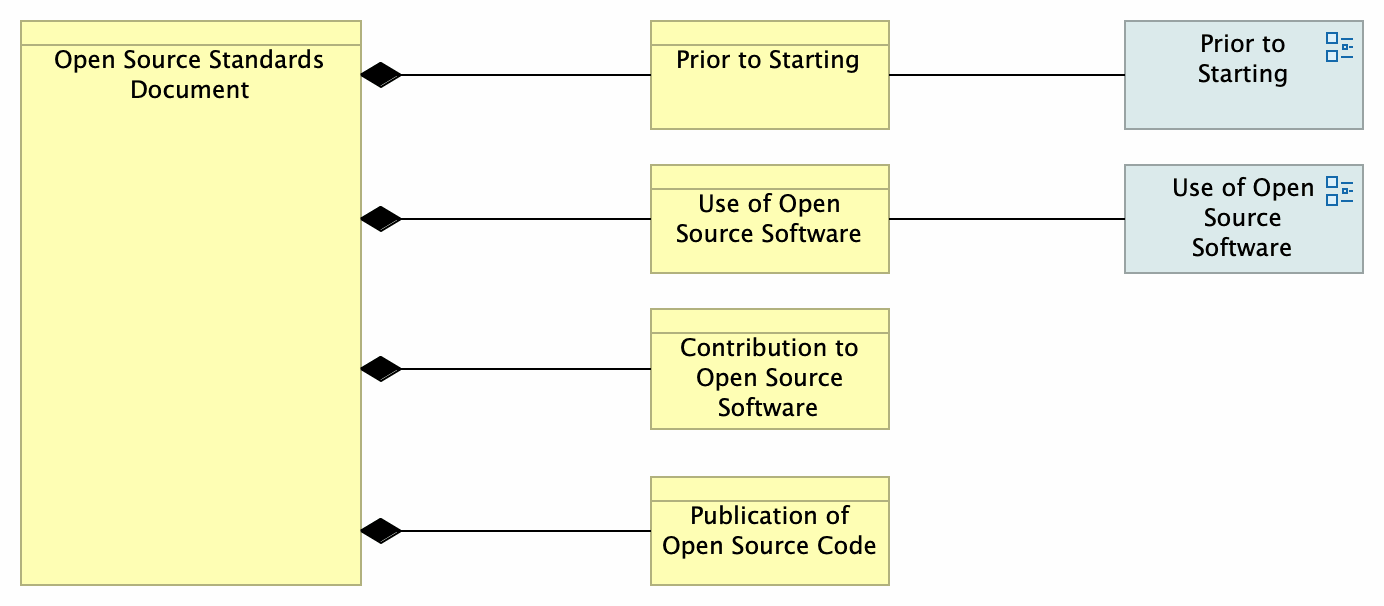 Open Source Standards
Document
Prior to Starting
Prior to
Starting
Use of Open
Source Software
Use of Open
Source
Software
Contribution to
Open Source
Software
Publication of
Open Source Code